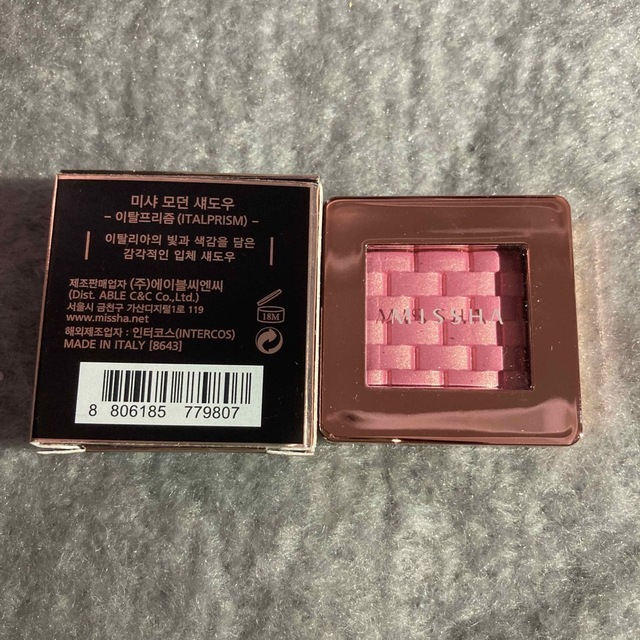 미샤 모던 섀도우
- 이탈프리즘 (ITALPRISM) -
이탈리아의 빛과 색감을 담은
감각적인 입체 섀도우
제조판매업자 (주)에이블씨엔씨
(Dist. ABLE C&C Co.,Ltd.)
서울시 금천구 가산디지털1로 119
www.missha.net
해외제조업자 : 인터코스(INTERCOS)
MADE IN ITALY [8643]
18M
8 806185 779807
MISSHA